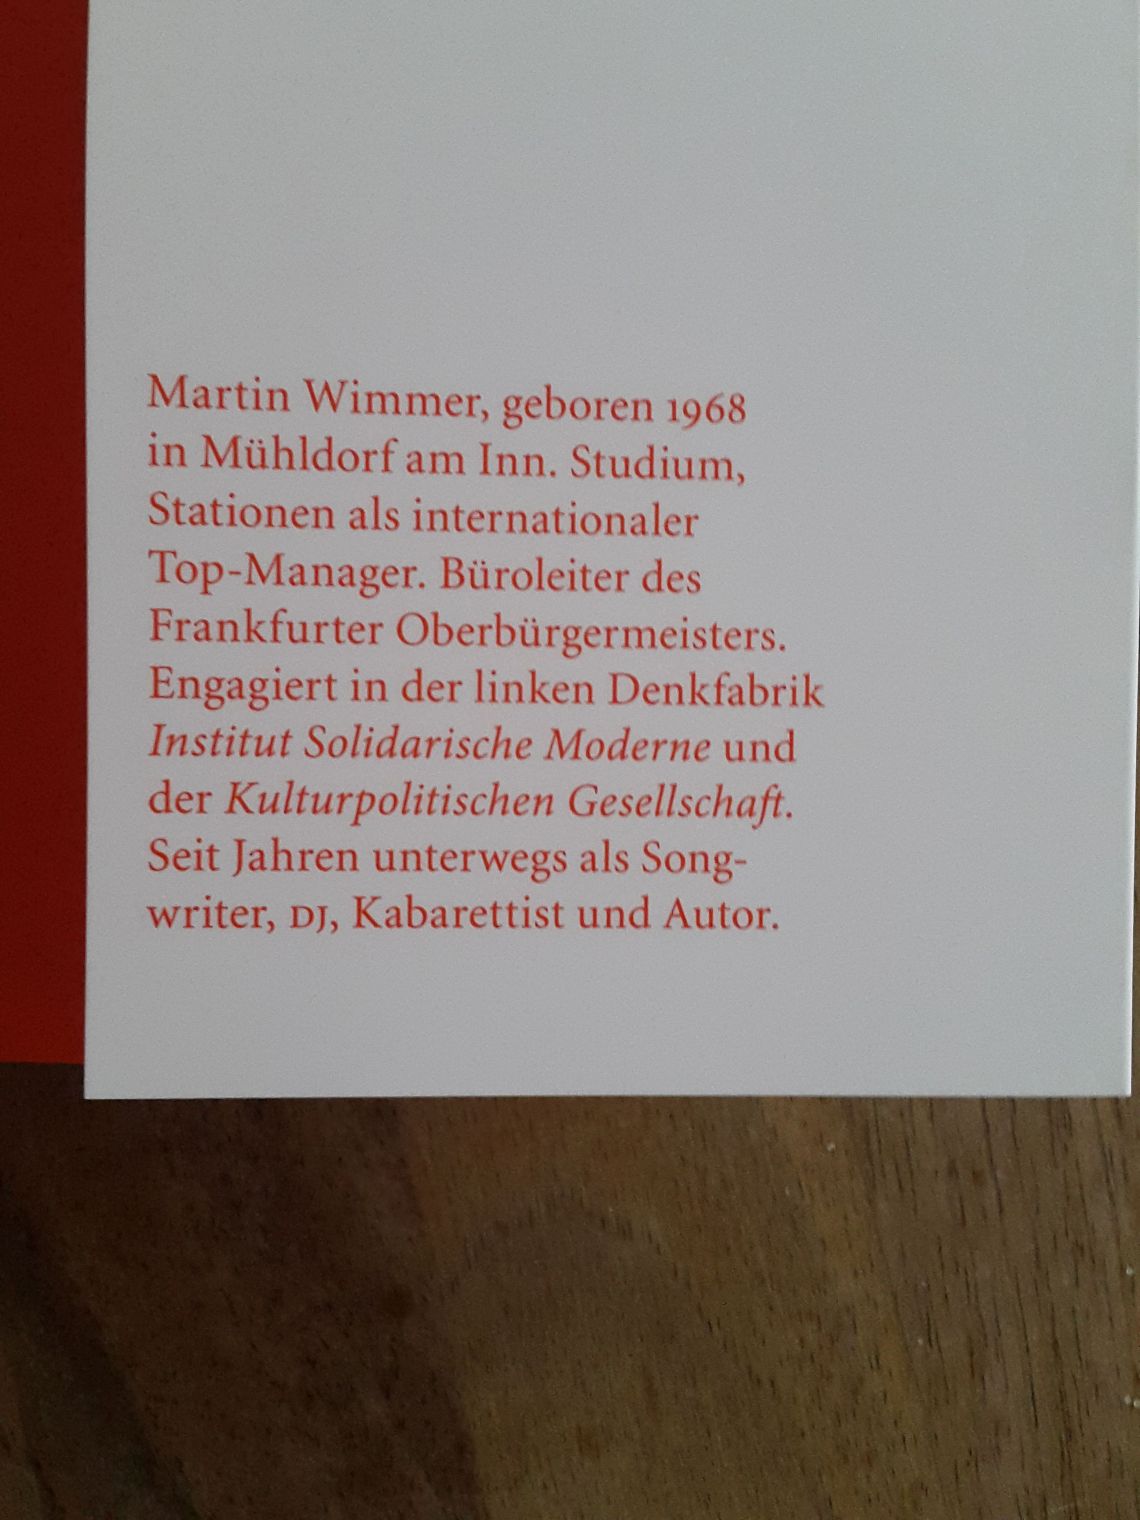 Martin Wimmer, geboren 1968
in Mühldorf am Inn. Studium,
Stationen als internationaler
Top-Manager. Büroleiter des
Frankfurter Oberbürgermeisters.
Engagiert in der linken Denkfabrik
Institut Solidarische Moderne und
der Kulturpolitischen Gesellschaft.
Seit Jahren unterwegs als Song-
writer, DJ, Kabarettist und Autor.